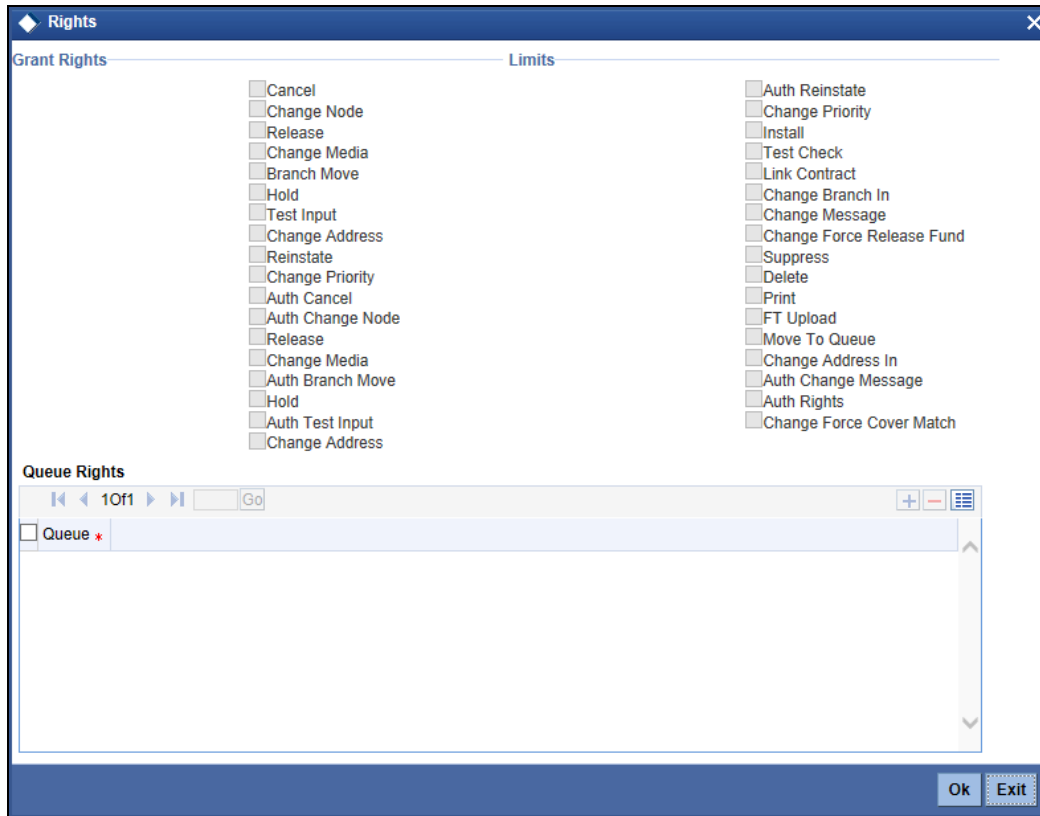 Rights
Grant Rights
Cancel
Change Node
Release
Change Media
Branch Move
Hold
Test Input
Change Address
Reinstate
Change Priority
Auth Cancel
Auth Change Node
Release
Change Media
Auth Branch Move
Hold
Auth Test Input
Change Address
Limits
Auth Reinstate
Change Priority
Install
Test Check
Link Contract
Change Branch In
Change Message
Change Force Release Fund
Suppress
Delete
Print
FT Upload
Move To Queue
Change Address In
Auth Change Message
Auth Rights
Change Force Cover Match
Queue Rights
1Of1 Go
Queue *
Ok Exit